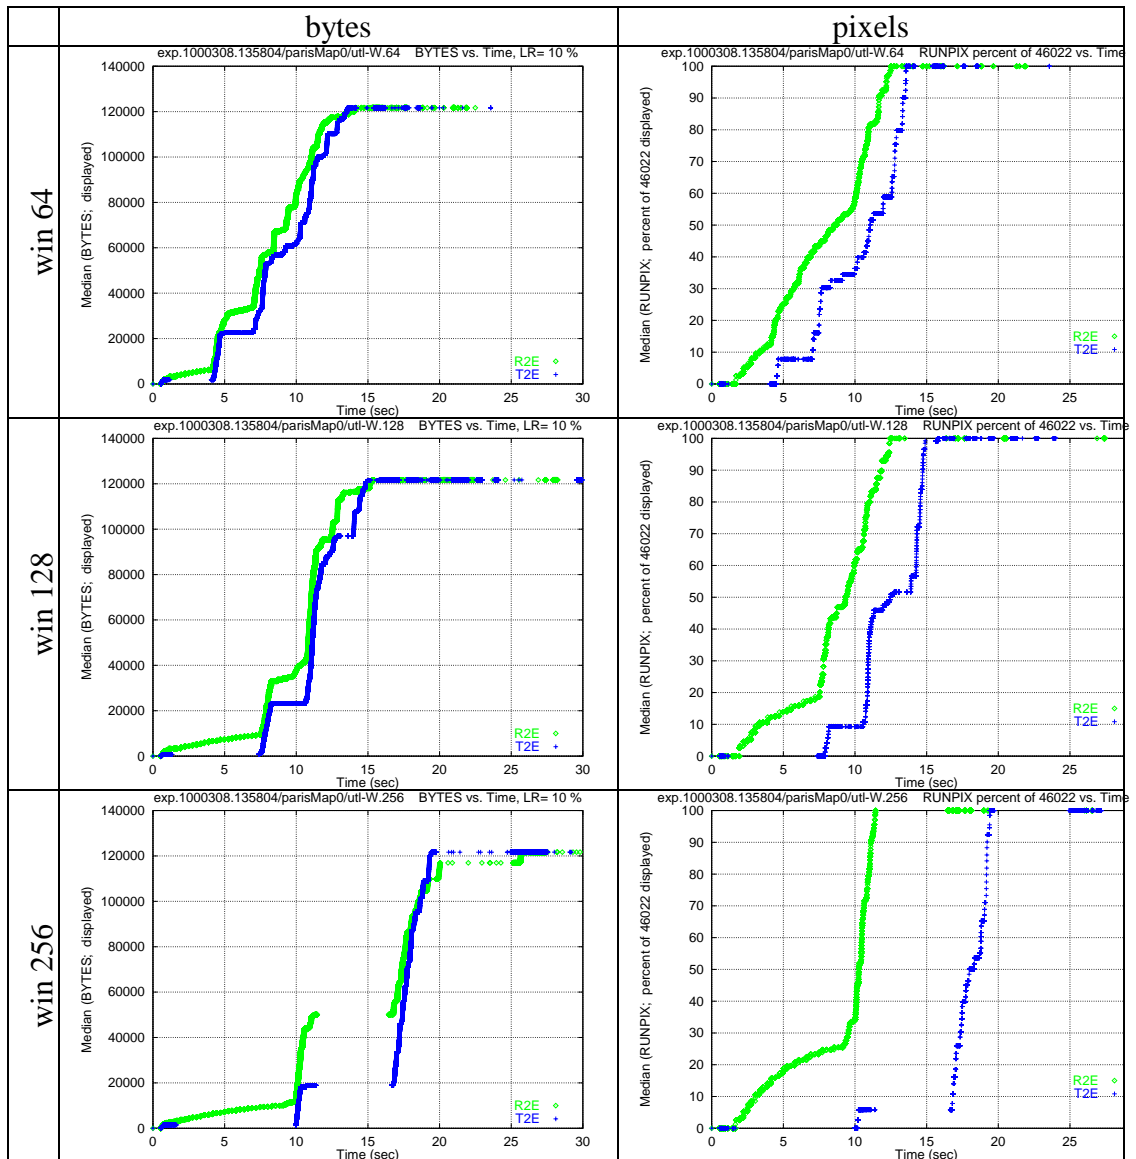 bytes
pixels
win 64
exp.1000308.135804/parisMap0/utl-W.64 BYTES vs. Time, LR= 10 %
Median (BYTES; displayed)
140000
120000
100000
80000
60000
40000
20000
0
0 5 10 15 20 25 30
Time (sec)
R2E
T2E
exp.1000308.135804/parisMap0/utl-W.64 RUNPIX percent of 46022 vs. Time
Median (RUNPIX; percent of 46022 displayed)
100
90
80
70
60
50
40
30
20
10
0
0 5 10 15 20 25
Time (sec)
R2E
T2E
win 128
exp.1000308.135804/parisMap0/utl-W.128 BYTES vs. Time, LR= 10 %
Median (BYTES; displayed)
140000
120000
100000
80000
60000
40000
20000
0
0 5 10 15 20 25 30
Time (sec)
R2E
T2E
exp.1000308.135804/parisMap0/utl-W.128 RUNPIX percent of 46022 vs. Time
Median (RUNPIX; percent of 46022 displayed)
100
90
80
70
60
50
40
30
20
10
0
0 5 10 15 20 25
Time (sec)
R2E
T2E
win 256
exp.1000308.135804/parisMap0/utl-W.256 BYTES vs. Time, LR= 10 %
Median (BYTES; displayed)
140000
120000
100000
80000
60000
40000
20000
0
0 5 10 15 20 25 30
Time (sec)
R2E
T2E
exp.1000308.135804/parisMap0/utl-W.256 RUNPIX percent of 46022 vs. Time
Median (RUNPIX; percent of 46022 displayed)
100
90
80
70
60
50
40
30
20
10
0
0 5 10 15 20 25
Time (sec)
R2E
T2E